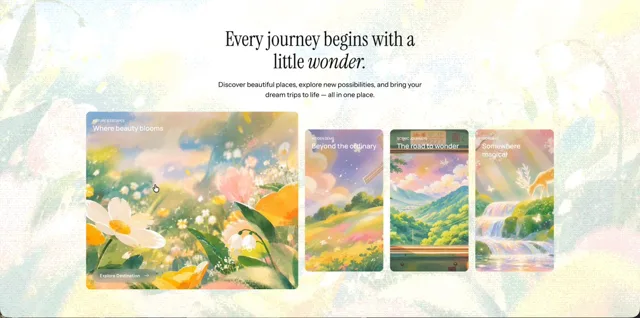 Every journey begins with a
little wonder.
Discover beautiful places, explore new possibilities, and bring your
dream trips to life — all in one place.
Where beauty blooms
Explore Destination →
Beyond the ordinary
The road to wonder
Somewhere
magical